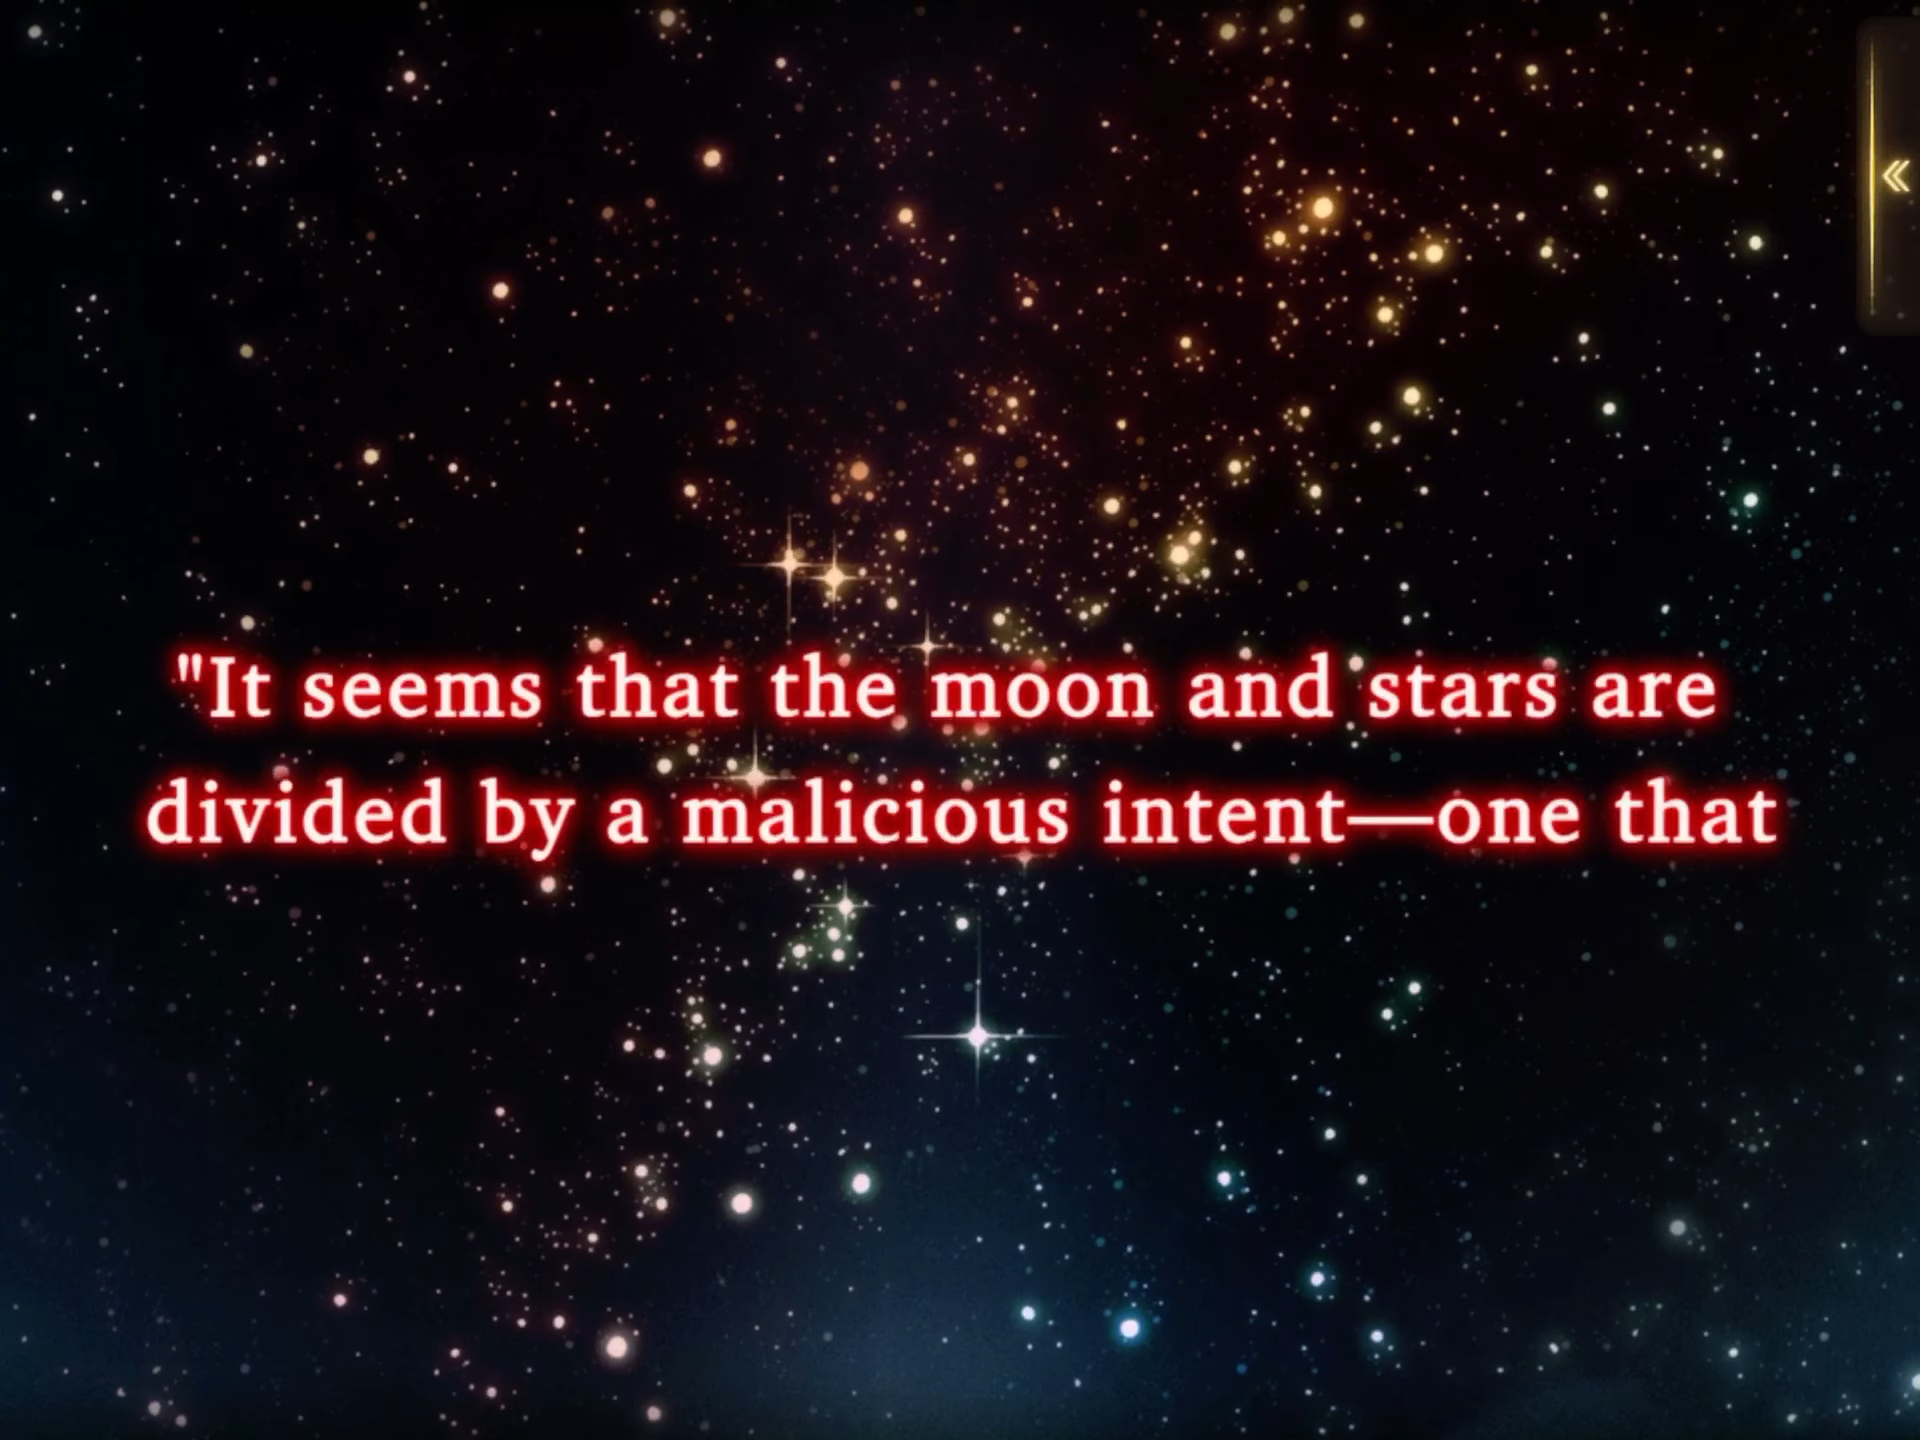 "It seems that the moon and stars are
divided by a malicious intent—one that